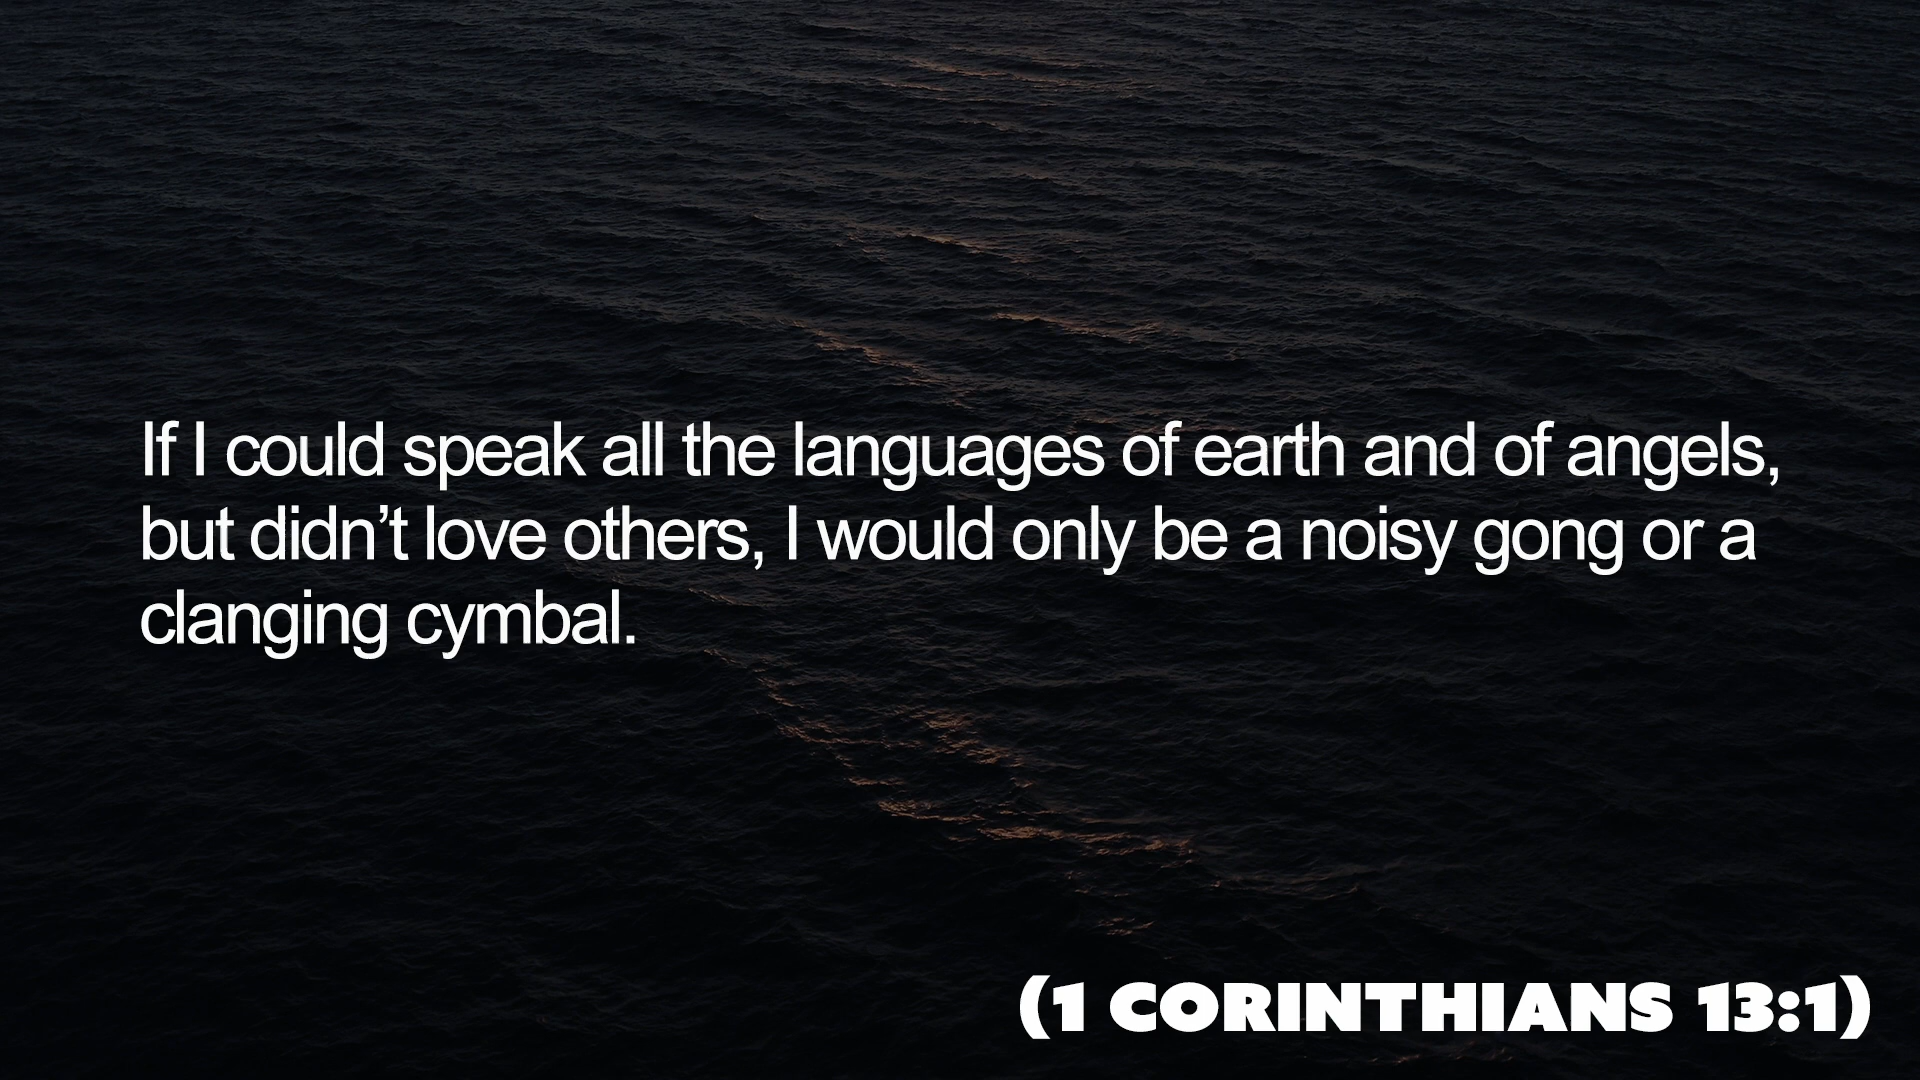 If I could speak all the languages of earth and of angels,
but didn’t love others, I would only be a noisy gong or a
clanging cymbal.
(1 CORINTHIANS 13:1)